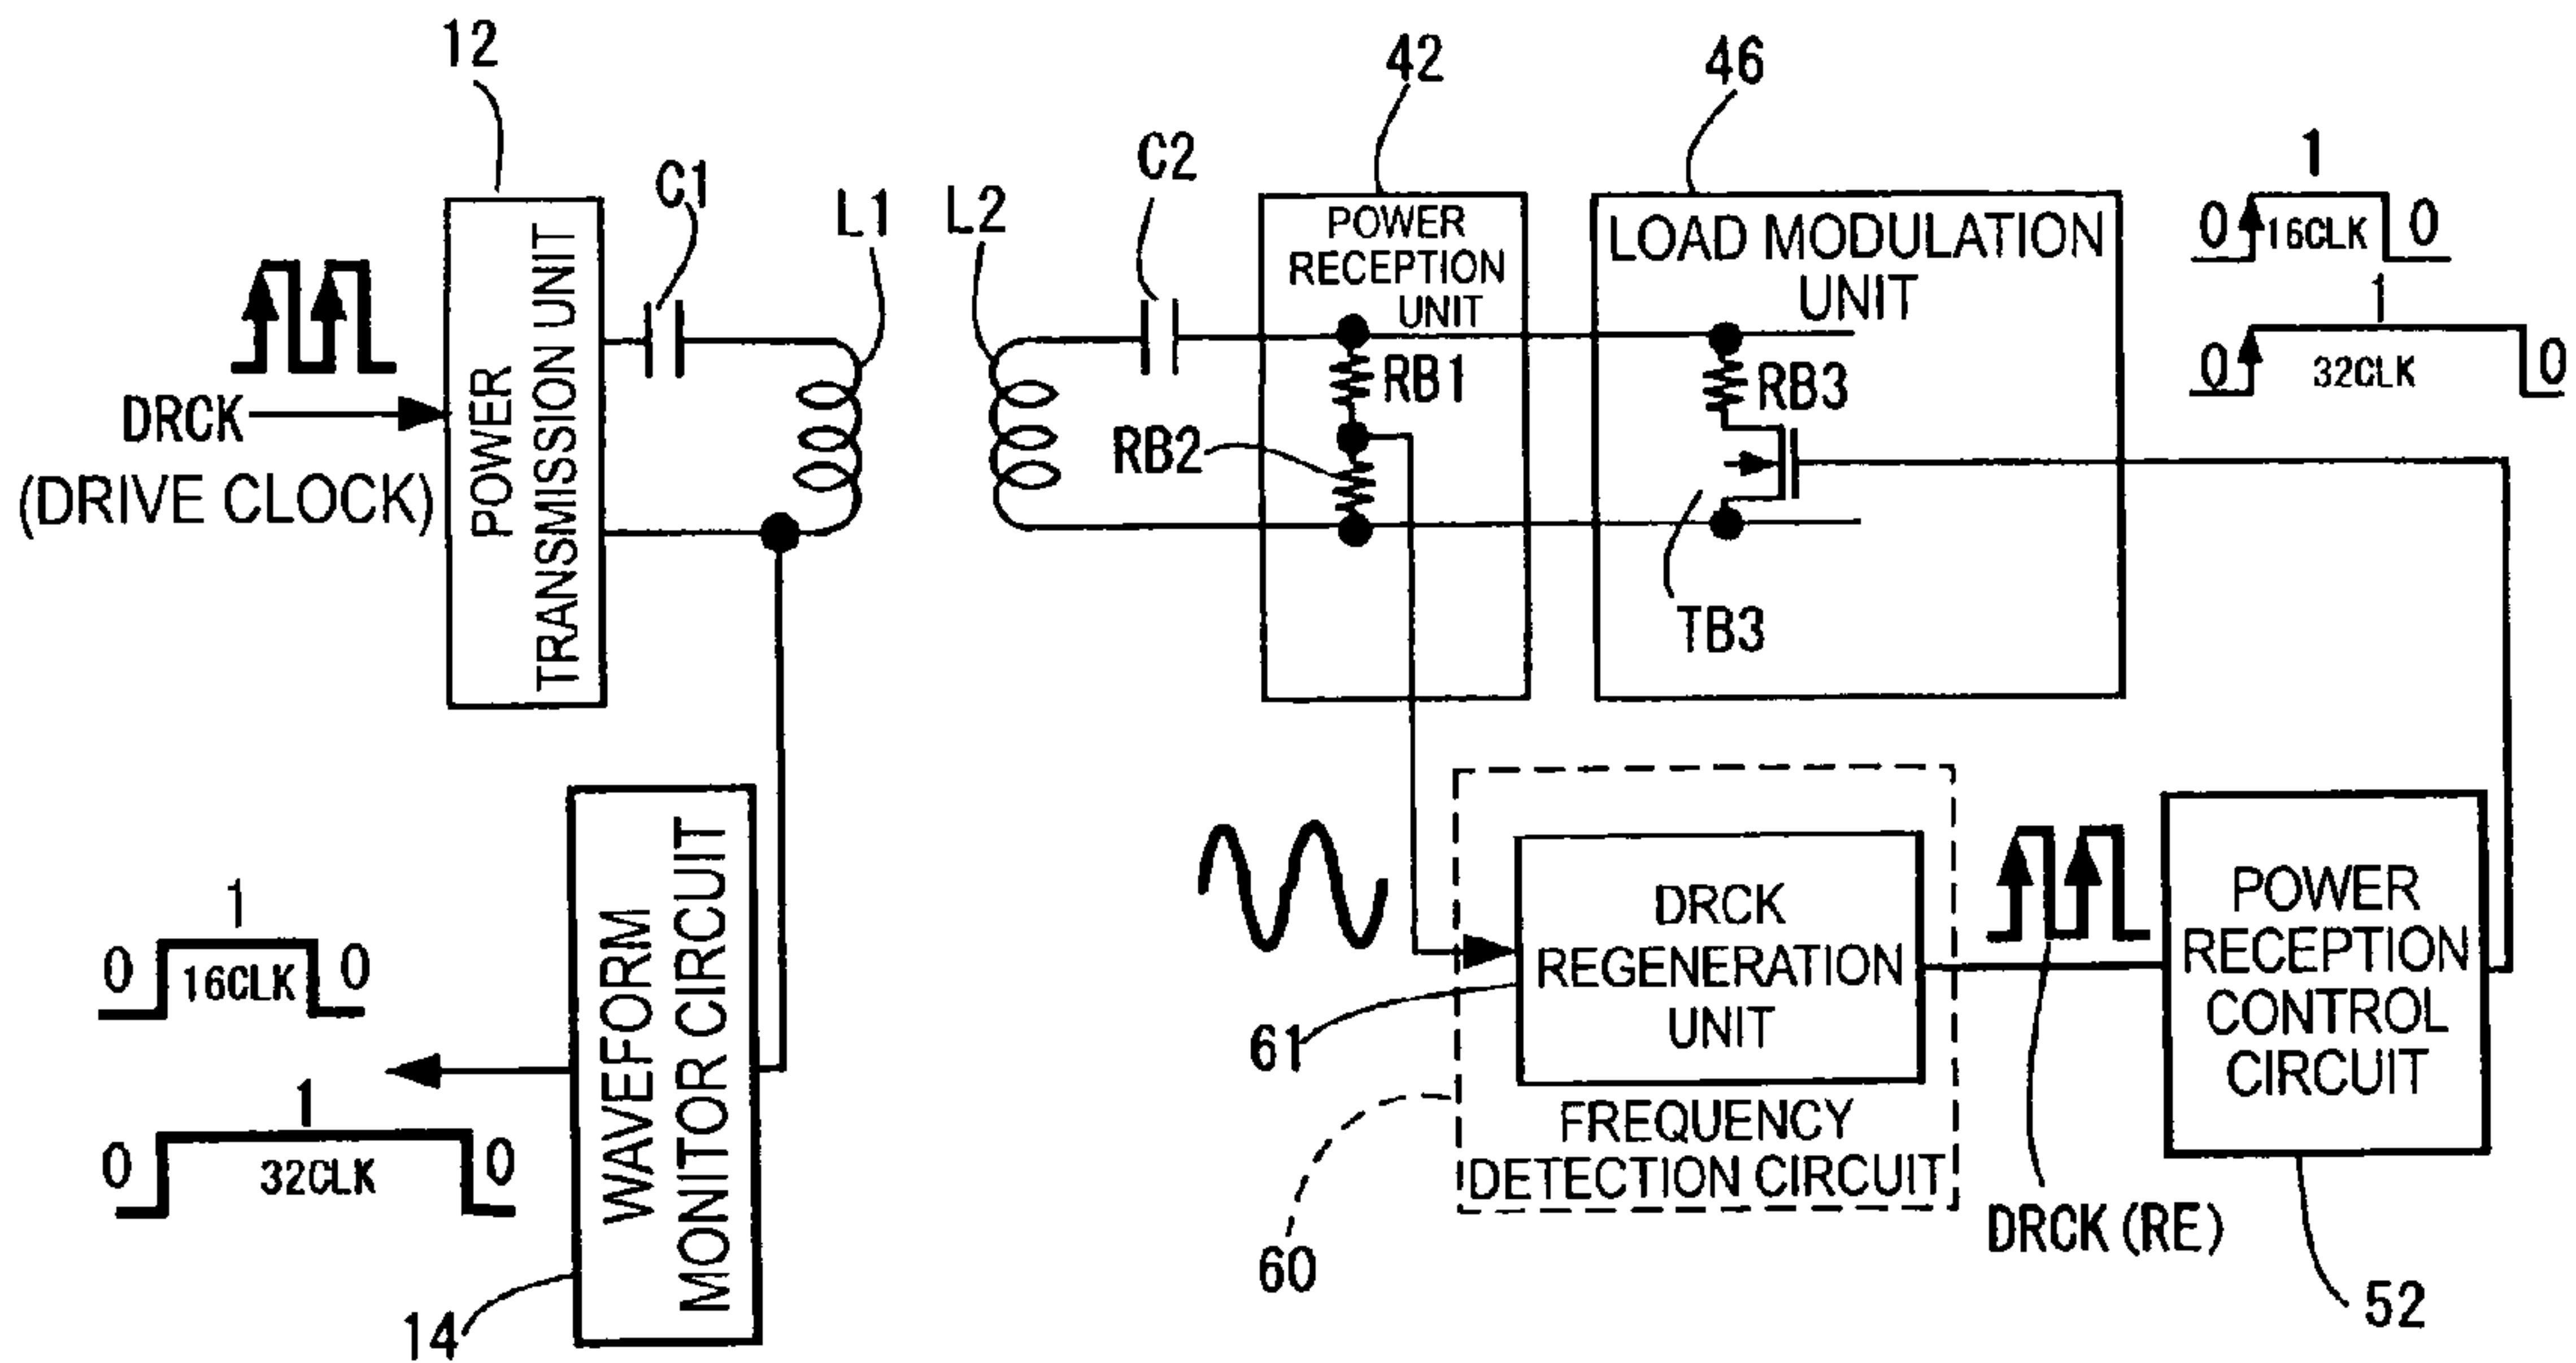 12
42
46
C1
C2
L1
L2
1
0
16CLK
0
1
0
32CLK
0
POWER
TRANSMISSION UNIT
POWER
RECEPTION
UNIT
LOAD MODULATION
UNIT
DRCK
(DRIVE CLOCK)
RB1
RB2
RB3
TB3
1
0
16CLK
0
1
0
32CLK
0
WAVEFORM
MONITOR CIRCUIT
14
DRCK
REGENERATION
UNIT
61
FREQUENCY
DETECTION CIRCUIT
60
DRCK (RE)
POWER
RECEPTION
CONTROL
CIRCUIT
52